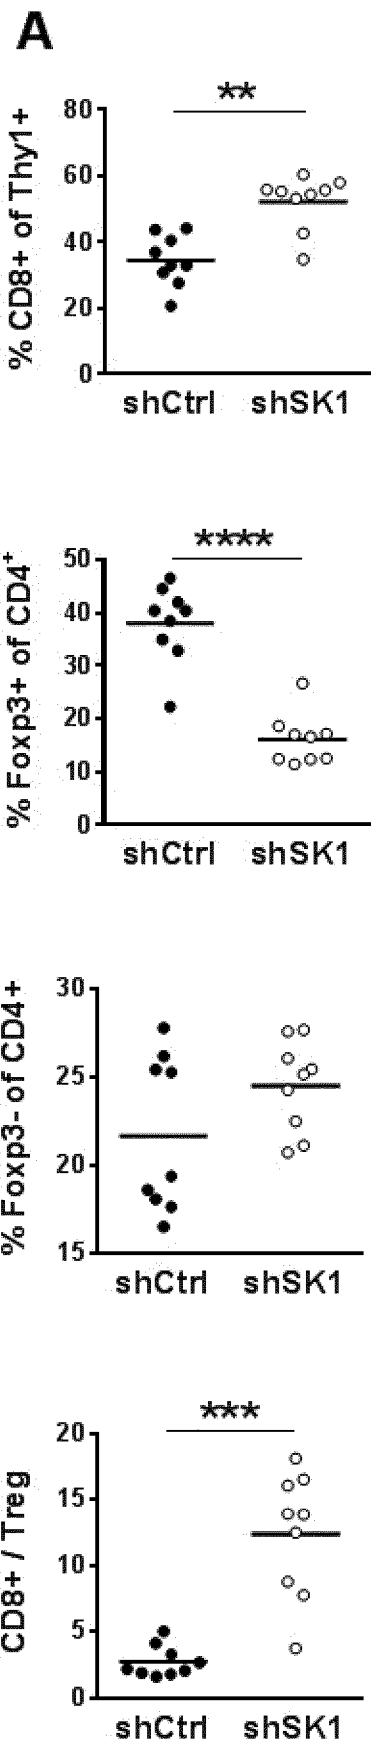 A
**
% CD8+ of Thy1+
80
60
40
20
0
shCtrl shSK1
****
% Foxp3+ of CD4+
50
40
30
20
10
0
shCtrl shSK1
% Foxp3- of CD4+
30
25
20
15
shCtrl shSK1
***
CD8+ / Treg
20
15
10
5
0
shCtrl shSK1